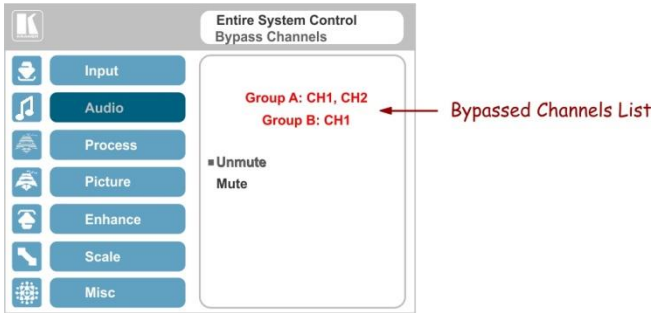 Entire System Control
Bypass Channels
Input
Audio
Process
Picture
Enhance
Scale
Misc
Group A: CH1, CH2
Group B: CH1
Unmute
Mute
Bypassed Channels List